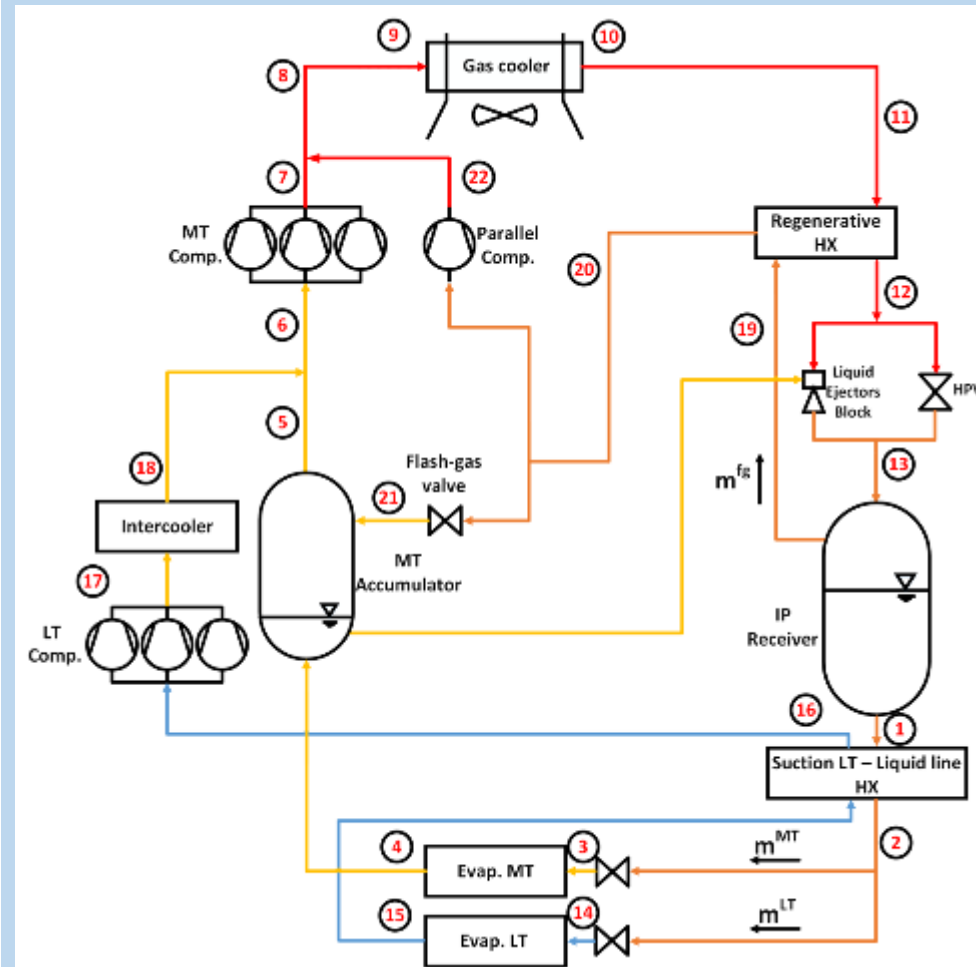 9
10
Gas cooler
8
11
7
22
MT
Comp.
Parallel
Comp.
Regenerative
HX
20
12
6
19
Liquid
Ejectors
Block
HPV
5
18
Flash-gas
valve
13
m^fg
21
Intercooler
MT
Accumulator
17
IP
Receiver
LT
Comp.
16
1
Suction LT – Liquid line
HX
4
3
m^MT
2
Evap. MT
15
14
m^LT
Evap. LT